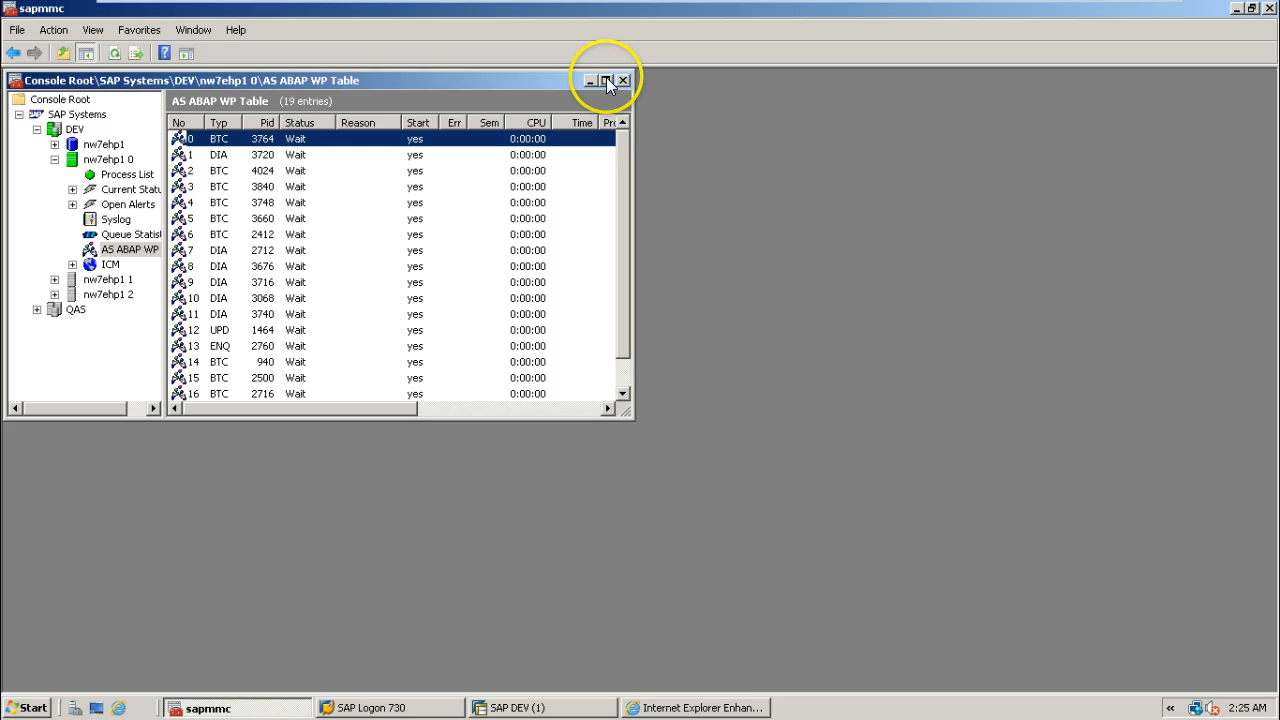 sapmmc
File Action View Favorites Window Help
Console Root\SAP Systems\DEV\nw7ehp1 0\AS ABAP WP Table
Console Root
SAP Systems
DEV
nw7ehp1
nw7ehp1 0
Process List
Current Statu
Open Alerts
Syslog
Queue Statis
AS ABAP WP
ICM
nw7ehp1 1
nw7ehp1 2
QAS
AS ABAP WP Table (19 entries)
No Typ Pid Status Reason Start Err Sem CPU Time Pr
0 BTC 3764 Wait yes 0:00:00
1 DIA 3720 Wait yes 0:00:00
2 BTC 4024 Wait yes 0:00:00
3 BTC 3840 Wait yes 0:00:00
4 BTC 3748 Wait yes 0:00:00
5 BTC 3660 Wait yes 0:00:00
6 BTC 2412 Wait yes 0:00:00
7 DIA 2712 Wait yes 0:00:00
8 DIA 3676 Wait yes 0:00:00
9 DIA 3716 Wait yes 0:00:00
10 DIA 3068 Wait yes 0:00:00
11 DIA 3740 Wait yes 0:00:00
12 UPD 1464 Wait yes 0:00:00
13 ENQ 2760 Wait yes 0:00:00
14 BTC 940 Wait yes 0:00:00
15 BTC 2500 Wait yes 0:00:00
16 BTC 2716 Wait yes 0:00:00
Start sapmmc SAP Logon 730 SAP DEV (1) Internet Explorer Enhan... « 2:25 AM